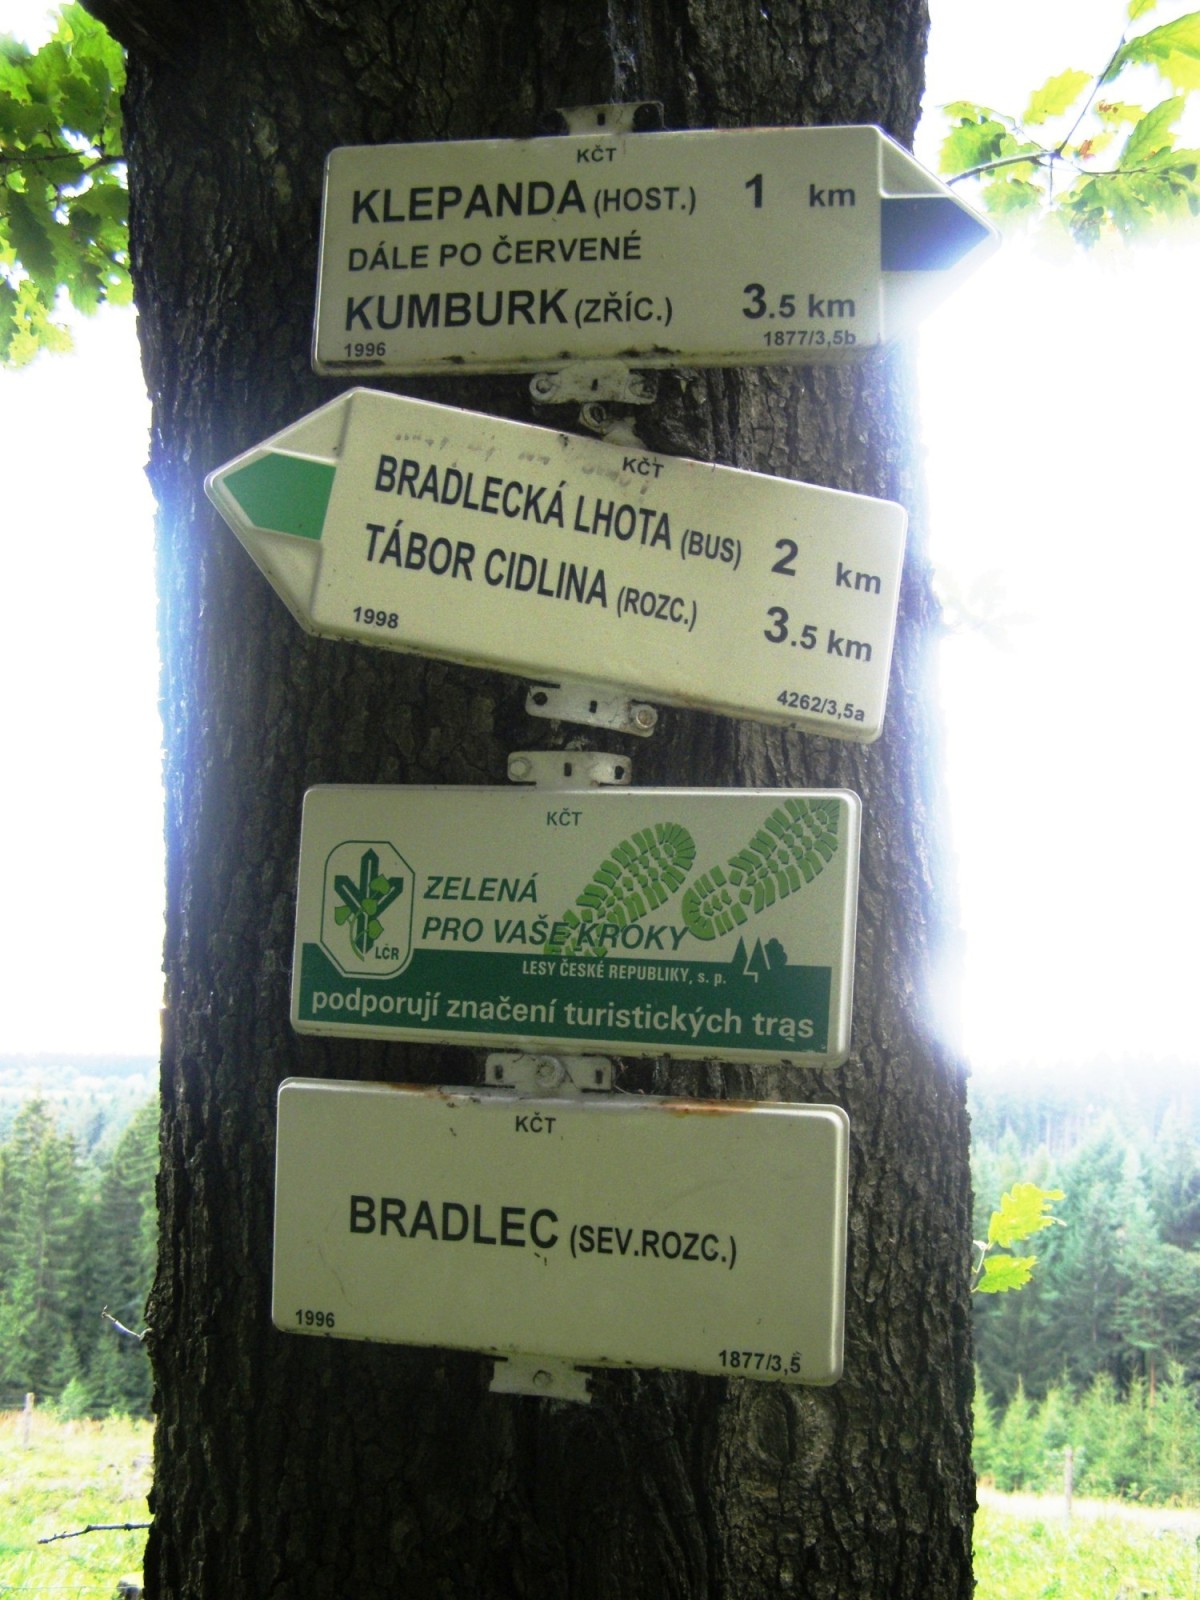 KČT
KLEPANDA (HOST.) 1 km
DÁLE PO ČERVENÉ
KUMBURK (ZŘÍC.) 3.5 km
1996 1877/3,5b
KČT
BRADLECKÁ LHOTA (BUS) 2 km
TÁBOR CIDLINA (ROZC.) 3.5 km
1998 4262/3,5a
KČT
ZELENÁ
PRO VAŠE KROKY
LČR
LESY ČESKÉ REPUBLIKY, s. p.
podporují značení turistických tras
KČT
BRADLEC (SEV.ROZC.)
1996 1877/3,5